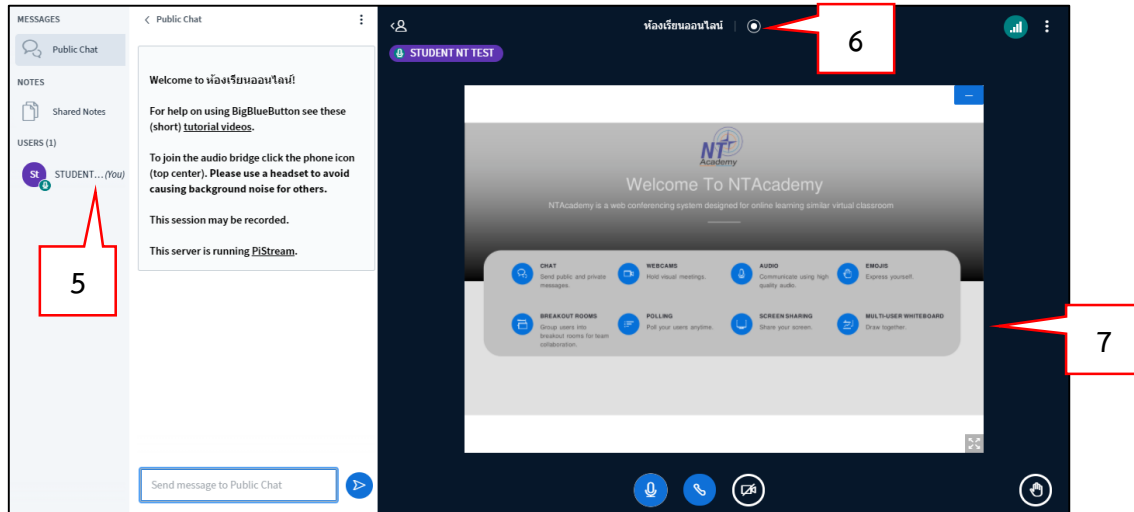 MESSAGES
Public Chat
NOTES
Shared Notes
USERS (1)
St
STUDENT... (You)
5
Public Chat
Welcome to ห้องเรียนออนไลน์!
For help on using BigBlueButton see these
(short) tutorial videos.
To join the audio bridge click the phone icon
(top center). Please use a headset to avoid
causing background noise for others.
This session may be recorded.
This server is running PiStream.
Send message to Public Chat
ห้องเรียนออนไลน์
6
STUDENT NT TEST
NT
Academy
Welcome To NTAcademy
NTAcademy is a web conferencing system designed for online learning similar virtual classroom
CHAT
Send public and private
messages.
WEBCAMS
Hold visual meetings.
AUDIO
Communicate using high
quality audio.
EMOJIS
Express yourself.
BREAKOUT ROOMS
Group users into
breakout rooms for team
collaboration.
POLLING
Poll your users anytime.
SCREEN SHARING
Share your screen.
MULTI-USER WHITEBOARD
Draw together.
7